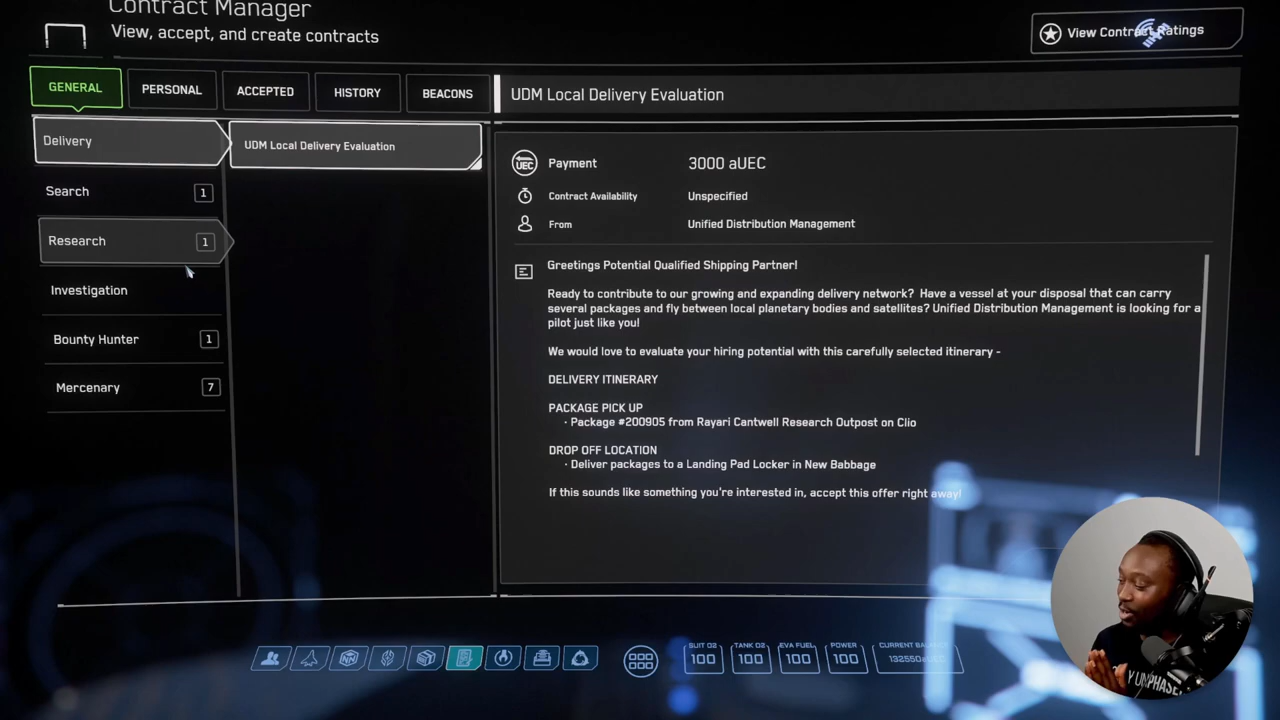 Contract Manager
View, accept, and create contracts
View Contract Ratings
GENERAL
PERSONAL
ACCEPTED
HISTORY
BEACONS
UDM Local Delivery Evaluation
Delivery
UDM Local Delivery Evaluation
Search
1
Research
1
Investigation
Bounty Hunter
1
Mercenary
7
Payment
3000 aUEC
Contract Availability
Unspecified
From
Unified Distribution Management
Greetings Potential Qualified Shipping Partner!
Ready to contribute to our growing and expanding delivery network? Have a vessel at your disposal that can carry
several packages and fly between local planetary bodies and satellites? Unified Distribution Management is looking for a
pilot just like you!
We would love to evaluate your hiring potential with this carefully selected itinerary -
DELIVERY ITINERARY
PACKAGE PICK UP
· Package #200905 from Rayari Cantwell Research Outpost on Clio
DROP OFF LOCATION
· Deliver packages to a Landing Pad Locker in New Babbage
If this sounds like something you're interested in, accept this offer right away!
SUIT O2
100
TANK O2
100
EVA FUEL
100
POWER
100
CURRENT BALANCE
132550aUEC